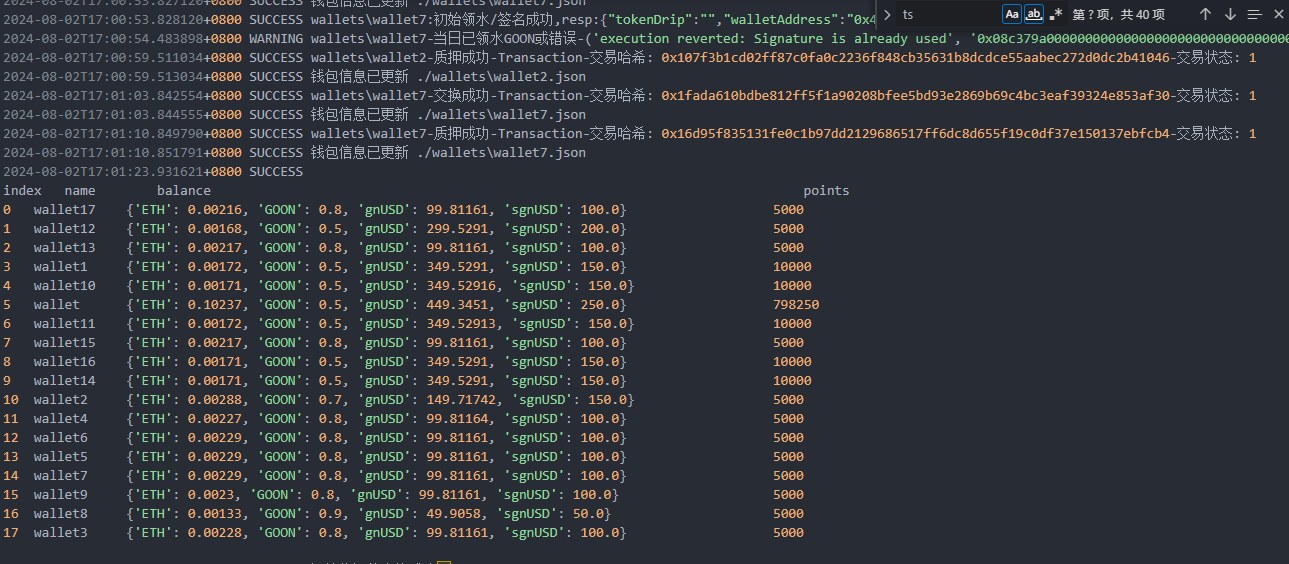 2024-08-02T17:00:53.827120+0800 SUCCESS 钱包信息已更新 ./wallets\wallet7.json
ts
Aa ab. .*
第 ? 项, 共 40 项
2024-08-02T17:00:53.828120+0800 SUCCESS wallets\wallet7:初始领水/签名成功,resp:{"tokenDrip":"","walletAddress":"0x4
2024-08-02T17:00:54.483898+0800 WARNING wallets\wallet7-当日已领水GOON或错误-('execution reverted: Signature is already used', '0x08c379a0000000000000000000000000000000
2024-08-02T17:00:59.511034+0800 SUCCESS wallets\wallet2-质押成功-Transaction-交易哈希: 0x107f3b1cd02ff87c0fa0c2236f848cb35631b8dcdce55aabec272d0dc2b41046-交易状态: 1
2024-08-02T17:00:59.513034+0800 SUCCESS 钱包信息已更新 ./wallets\wallet2.json
2024-08-02T17:01:03.842554+0800 SUCCESS wallets\wallet7-交换成功-Transaction-交易哈希: 0x1fada610bdbe812ff5f1a90208bfee5bd93e2869b69c4bc3eaf39324e853af30-交易状态: 1
2024-08-02T17:01:03.844555+0800 SUCCESS 钱包信息已更新 ./wallets\wallet7.json
2024-08-02T17:01:10.849790+0800 SUCCESS wallets\wallet7-质押成功-Transaction-交易哈希: 0x16d95f835131fe0c1b97dd2129686517ff6dc8d655f19c0df37e150137ebfcb4-交易状态: 1
2024-08-02T17:01:10.851791+0800 SUCCESS 钱包信息已更新 ./wallets\wallet7.json
2024-08-02T17:01:23.931621+0800 SUCCESS
index name balance points
0 wallet17 {'ETH': 0.00216, 'GOON': 0.8, 'gnUSD': 99.81161, 'sgnUSD': 100.0} 5000
1 wallet12 {'ETH': 0.00168, 'GOON': 0.5, 'gnUSD': 299.5291, 'sgnUSD': 200.0} 5000
2 wallet13 {'ETH': 0.00217, 'GOON': 0.8, 'gnUSD': 99.81161, 'sgnUSD': 100.0} 5000
3 wallet1 {'ETH': 0.00172, 'GOON': 0.5, 'gnUSD': 349.5291, 'sgnUSD': 150.0} 10000
4 wallet10 {'ETH': 0.00171, 'GOON': 0.5, 'gnUSD': 349.52916, 'sgnUSD': 150.0} 10000
5 wallet {'ETH': 0.10237, 'GOON': 0.5, 'gnUSD': 449.3451, 'sgnUSD': 250.0} 798250
6 wallet11 {'ETH': 0.00172, 'GOON': 0.5, 'gnUSD': 349.52913, 'sgnUSD': 150.0} 10000
7 wallet15 {'ETH': 0.00217, 'GOON': 0.8, 'gnUSD': 99.81161, 'sgnUSD': 100.0} 5000
8 wallet16 {'ETH': 0.00171, 'GOON': 0.5, 'gnUSD': 349.5291, 'sgnUSD': 150.0} 10000
9 wallet14 {'ETH': 0.00171, 'GOON': 0.5, 'gnUSD': 349.5291, 'sgnUSD': 150.0} 10000
10 wallet2 {'ETH': 0.00288, 'GOON': 0.7, 'gnUSD': 149.71742, 'sgnUSD': 150.0} 5000
11 wallet4 {'ETH': 0.00227, 'GOON': 0.8, 'gnUSD': 99.81164, 'sgnUSD': 100.0} 5000
12 wallet6 {'ETH': 0.00229, 'GOON': 0.8, 'gnUSD': 99.81161, 'sgnUSD': 100.0} 5000
13 wallet5 {'ETH': 0.00229, 'GOON': 0.8, 'gnUSD': 99.81161, 'sgnUSD': 100.0} 5000
14 wallet7 {'ETH': 0.00229, 'GOON': 0.8, 'gnUSD': 99.81161, 'sgnUSD': 100.0} 5000
15 wallet9 {'ETH': 0.0023, 'GOON': 0.8, 'gnUSD': 99.81161, 'sgnUSD': 100.0} 5000
16 wallet8 {'ETH': 0.00133, 'GOON': 0.9, 'gnUSD': 49.9058, 'sgnUSD': 50.0} 5000
17 wallet3 {'ETH': 0.00228, 'GOON': 0.8, 'gnUSD': 99.81161, 'sgnUSD': 100.0} 5000